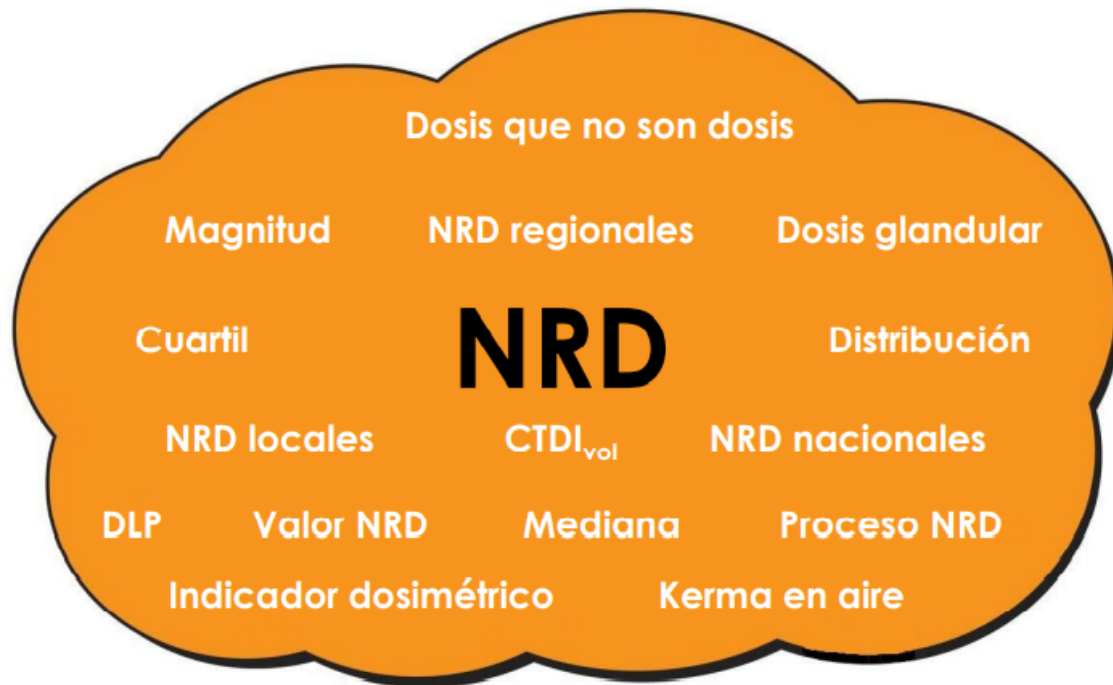 Dosis que no son dosis
Magnitud NRD regionales Dosis glandular
Cuartil NRD Distribución
NRD locales CTDIvol NRD nacionales
DLP Valor NRD Mediana Proceso NRD
Indicador dosimétrico Kerma en aire